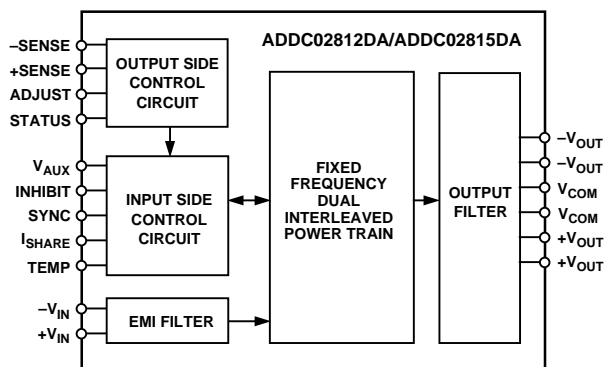 ADDC02812DA/ADDC02815DA
–SENSE
+SENSE
ADJUST
STATUS
OUTPUT SIDE
CONTROL
CIRCUIT
VAUX
INHIBIT
SYNC
ISHARE
TEMP
INPUT SIDE
CONTROL
CIRCUIT
–VIN
+VIN
EMI FILTER
FIXED
FREQUENCY
DUAL
INTERLEAVED
POWER TRAIN
OUTPUT
FILTER
–VOUT
–VOUT
VCOM
VCOM
+VOUT
+VOUT